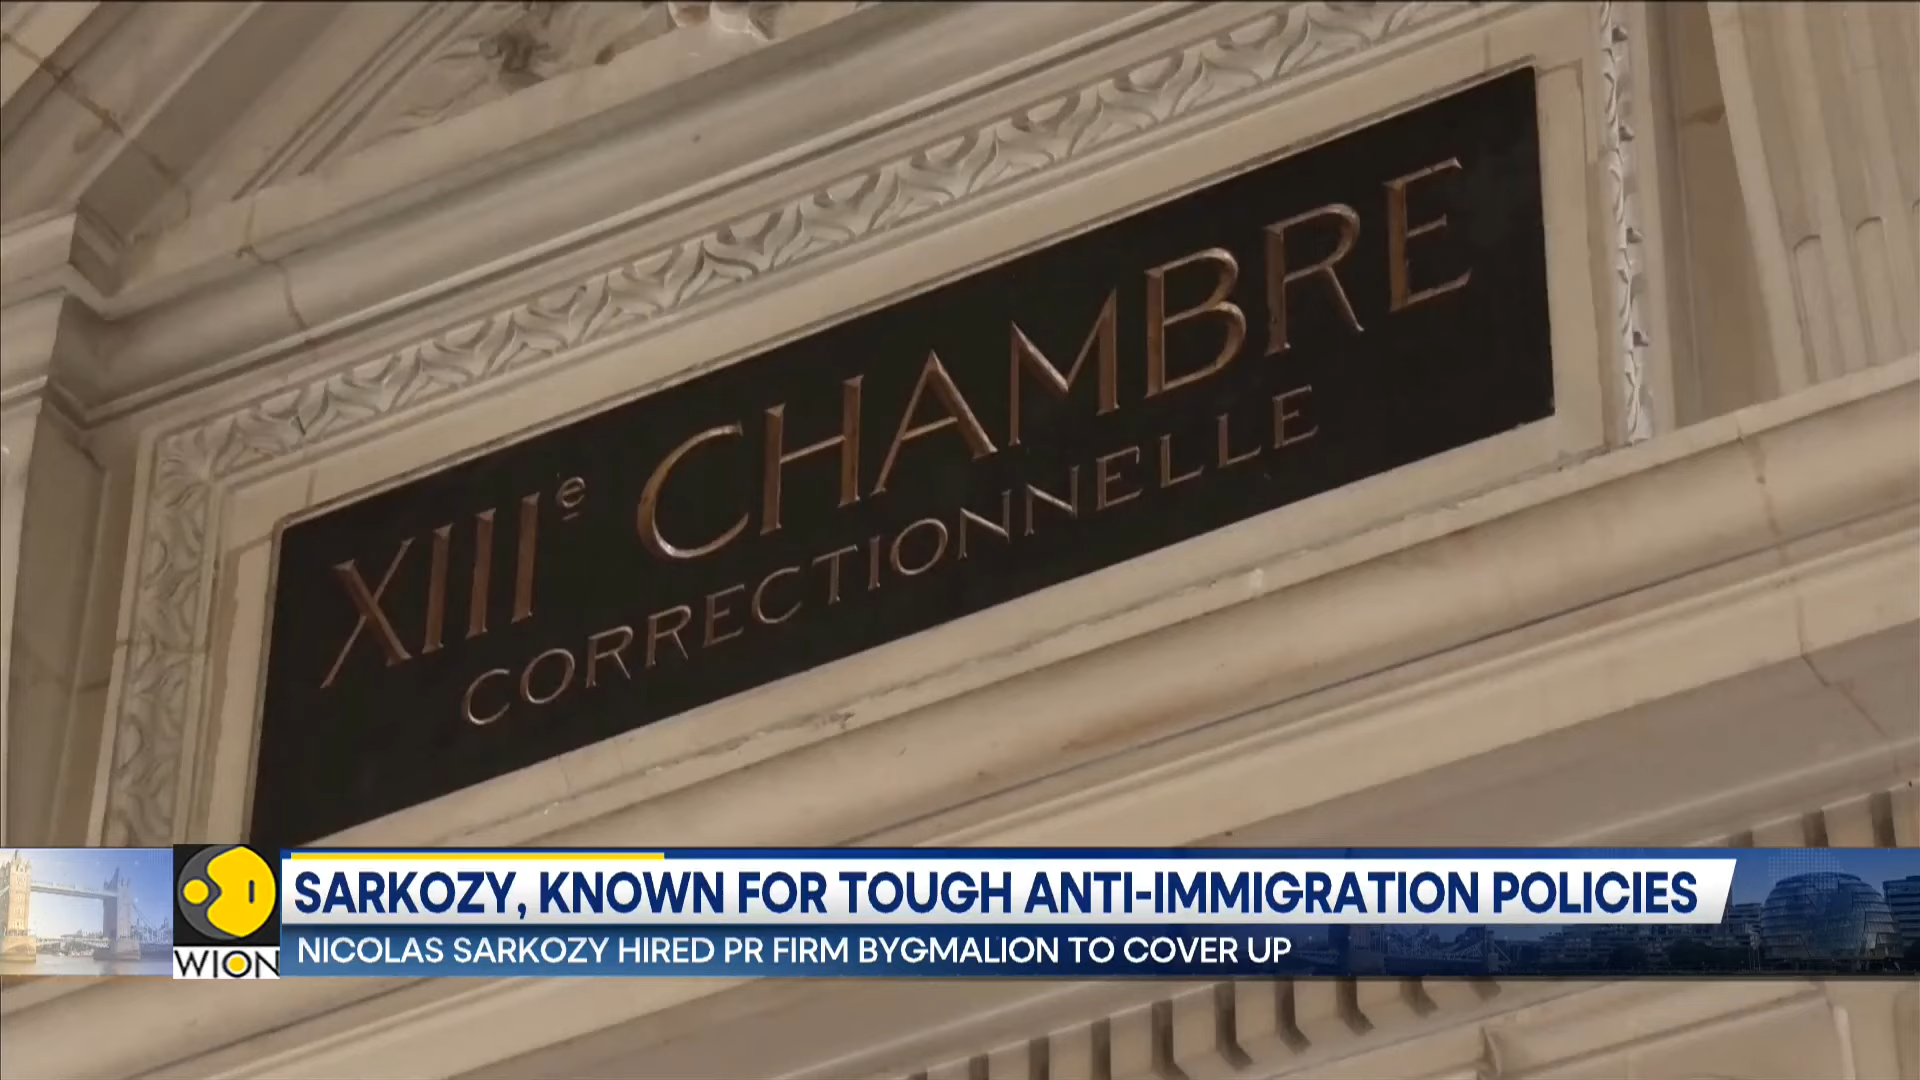 XIIIe CHAMBRE
CORRECTIONNELLE
SARKOZY, KNOWN FOR TOUGH ANTI-IMMIGRATION POLICIES
NICOLAS SARKOZY HIRED PR FIRM BYGMALION TO COVER UP
WION